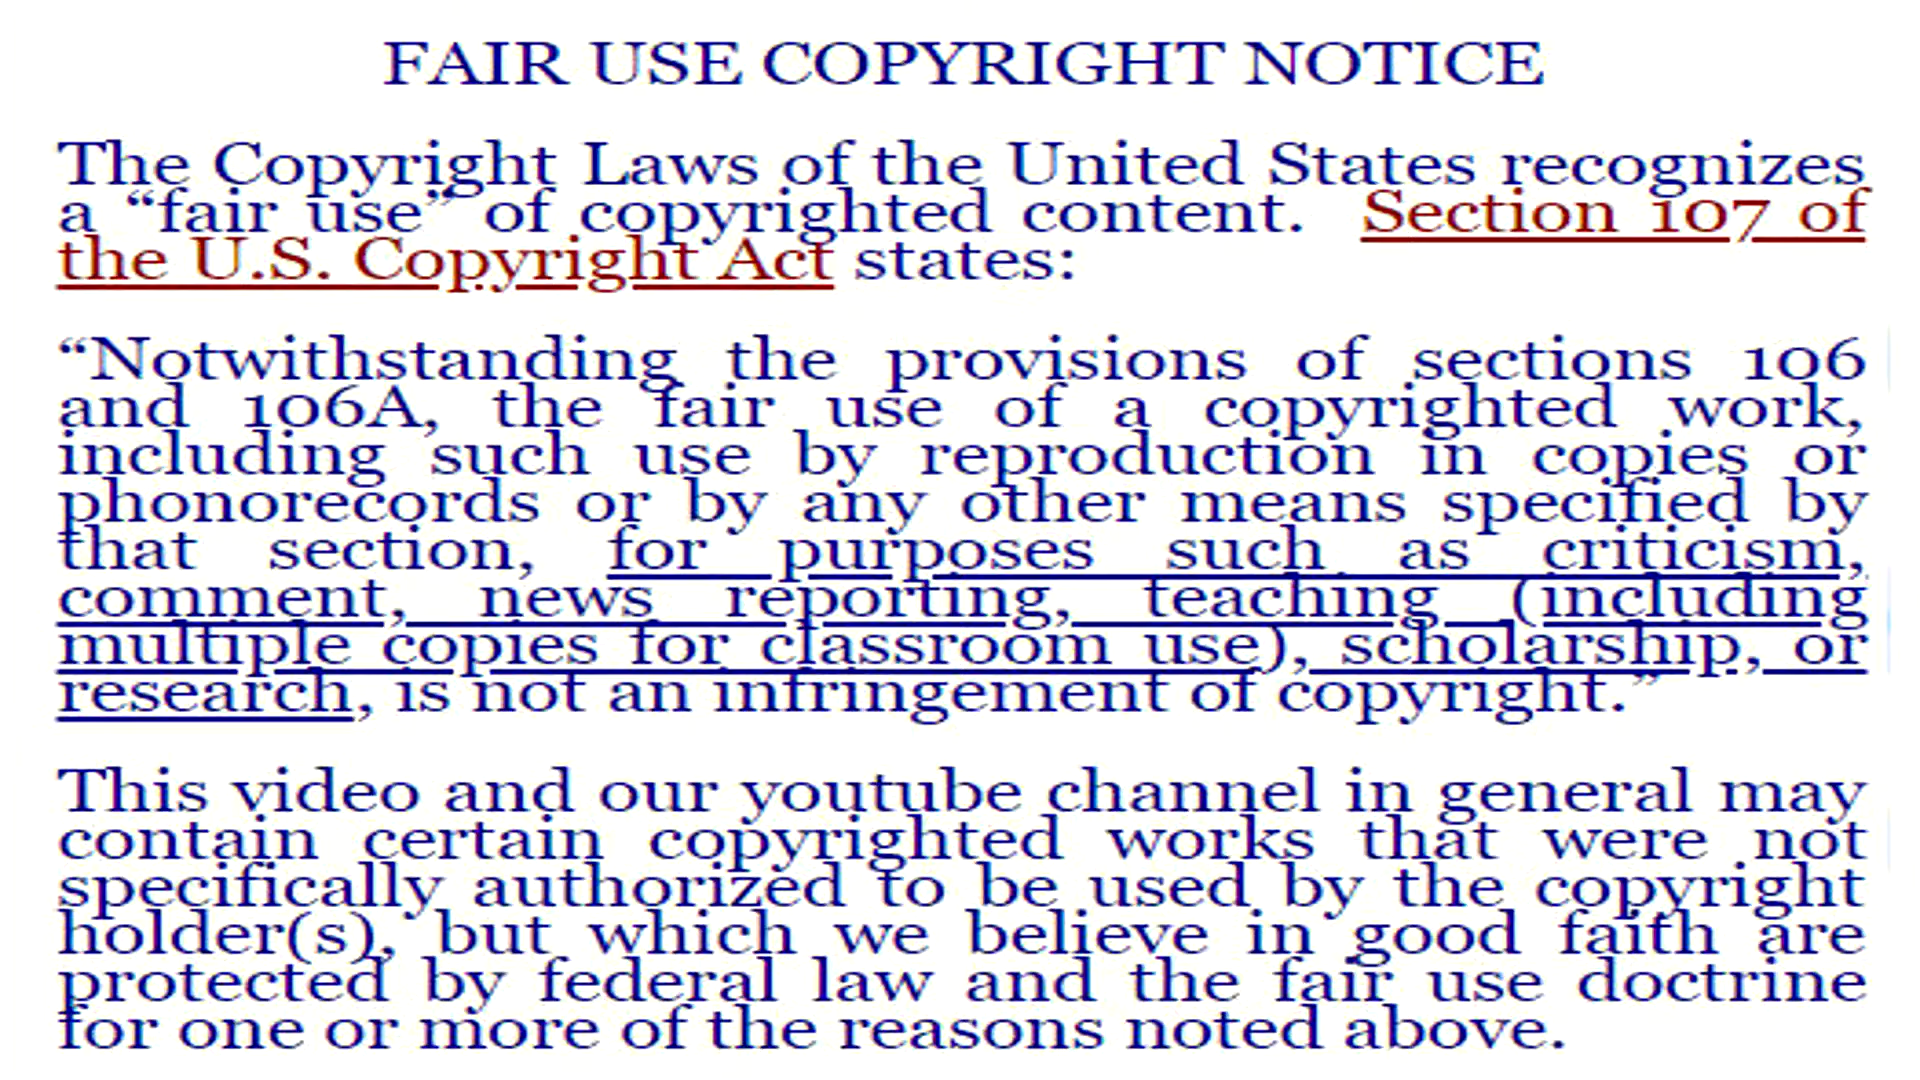 FAIR USE COPYRIGHT NOTICE
The Copyright Laws of the United States recognizes
a “fair use” of copyrighted content. Section 107 of
the U.S. Copyright Act states:
“Notwithstanding the provisions of sections 106
and 106A, the fair use of a copyrighted work,
including such use by reproduction in copies or
phonorecords or by any other means specified by
that section, for purposes such as criticism,
comment, news reporting, teaching (including
multiple copies for classroom use), scholarship, or
research, is not an infringement of copyright.”
This video and our youtube channel in general may
contain certain copyrighted works that were not
specifically authorized to be used by the copyright
holder(s), but which we believe in good faith are
protected by federal law and the fair use doctrine
for one or more of the reasons noted above.